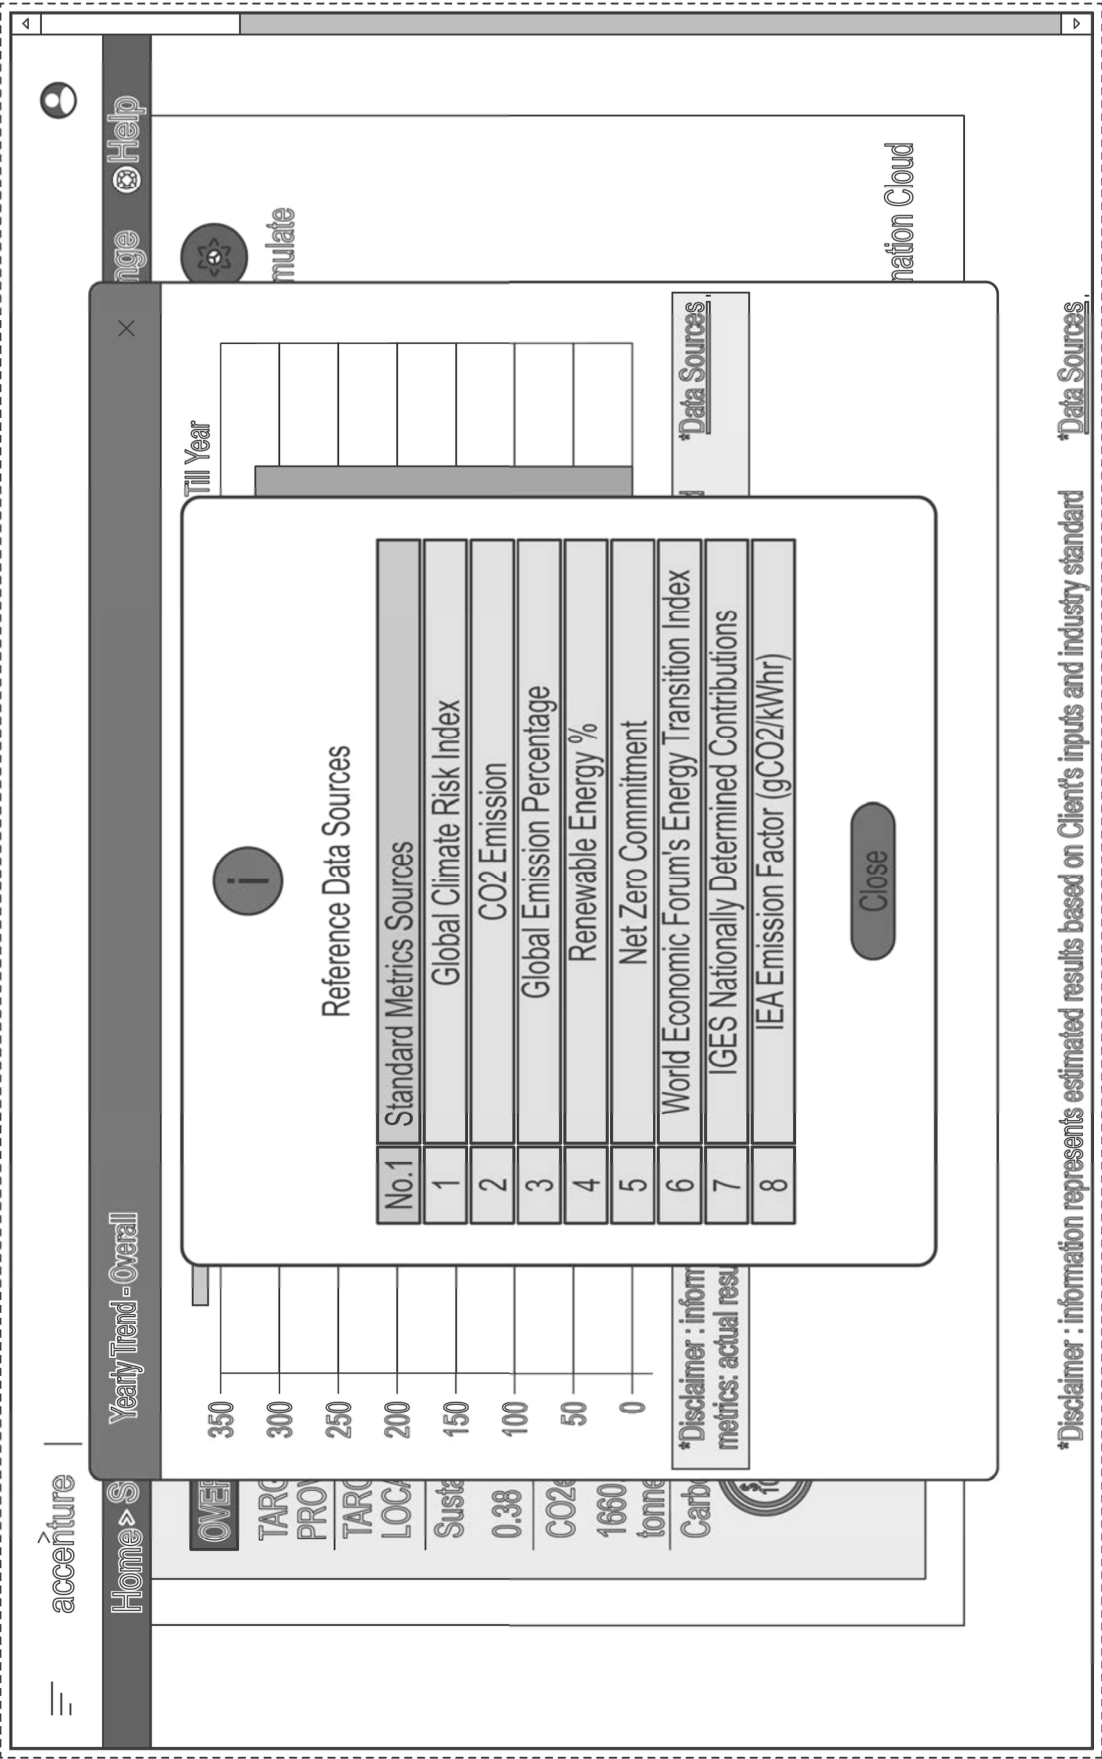 accenture
Home > S
nge
Help
Yearly Trend - Overall
×
Till Year
mulate
350
300
250
200
150
100
50
0
OVER
TARG
PROV
TARG
LOCA
Susta
0.38
CO2e
1660
tonne
Carb
i
Reference Data Sources
No.1 Standard Metrics Sources
1 Global Climate Risk Index
2 CO2 Emission
3 Global Emission Percentage
4 Renewable Energy %
5 Net Zero Commitment
6 World Economic Forum's Energy Transition Index
7 IGES Nationally Determined Contributions
8 IEA Emission Factor (gCO2/kWhr)
Close
*Disclaimer : inform
metrics: actual resu
*Data Sources
nation Cloud
*Disclaimer : information represents estimated results based on Client's inputs and industry standard
*Data Sources